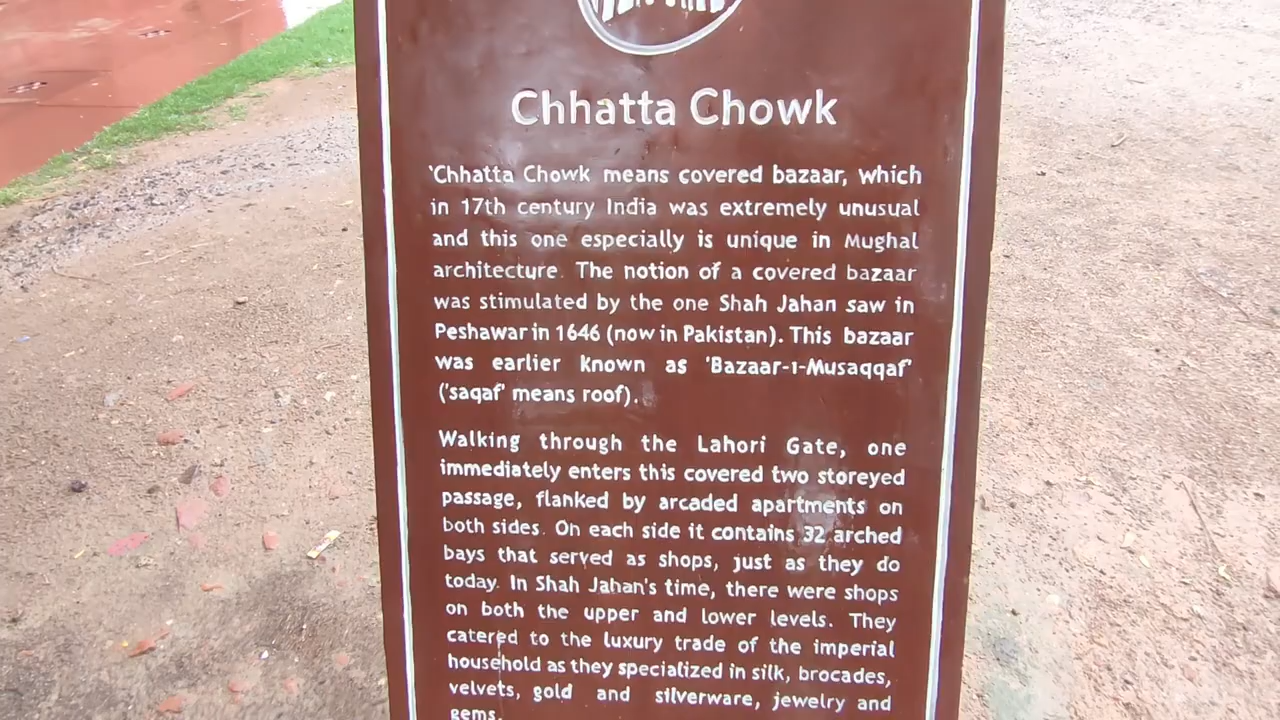 Chhatta Chowk
'Chhatta Chowk means covered bazaar, which
in 17th century India was extremely unusual
and this one especially is unique in Mughal
architecture. The notion of a covered bazaar
was stimulated by the one Shah Jahan saw in
Peshawar in 1646 (now in Pakistan). This bazaar
was earlier known as 'Bazaar-ı-Musaqqaf'
('saqaf' means roof).
Walking through the Lahori Gate, one
immediately enters this covered two storeyed
passage, flanked by arcaded apartments on
both sides. On each side it contains 32 arched
bays that served as shops, just as they do
today. In Shah Jahan's time, there were shops
on both the upper and lower levels. They
catered to the luxury trade of the imperial
household as they specialized in silk, brocades,
velvets, gold and silverware, jewelry and
gems.